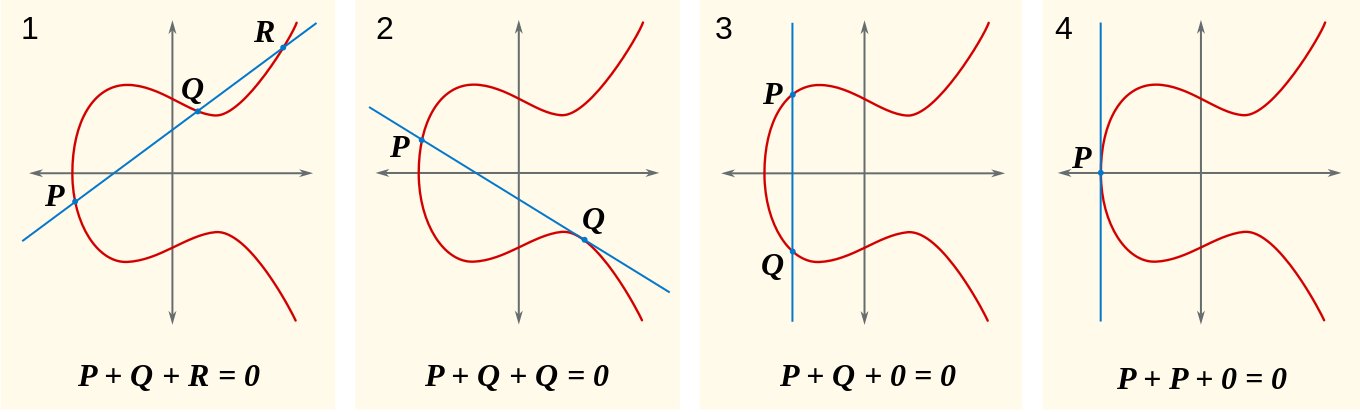 1
R
Q
P
P + Q + R = 0
2
P
Q
P + Q + Q = 0
3
P
Q
P + Q + 0 = 0
4
P
P + P + 0 = 0